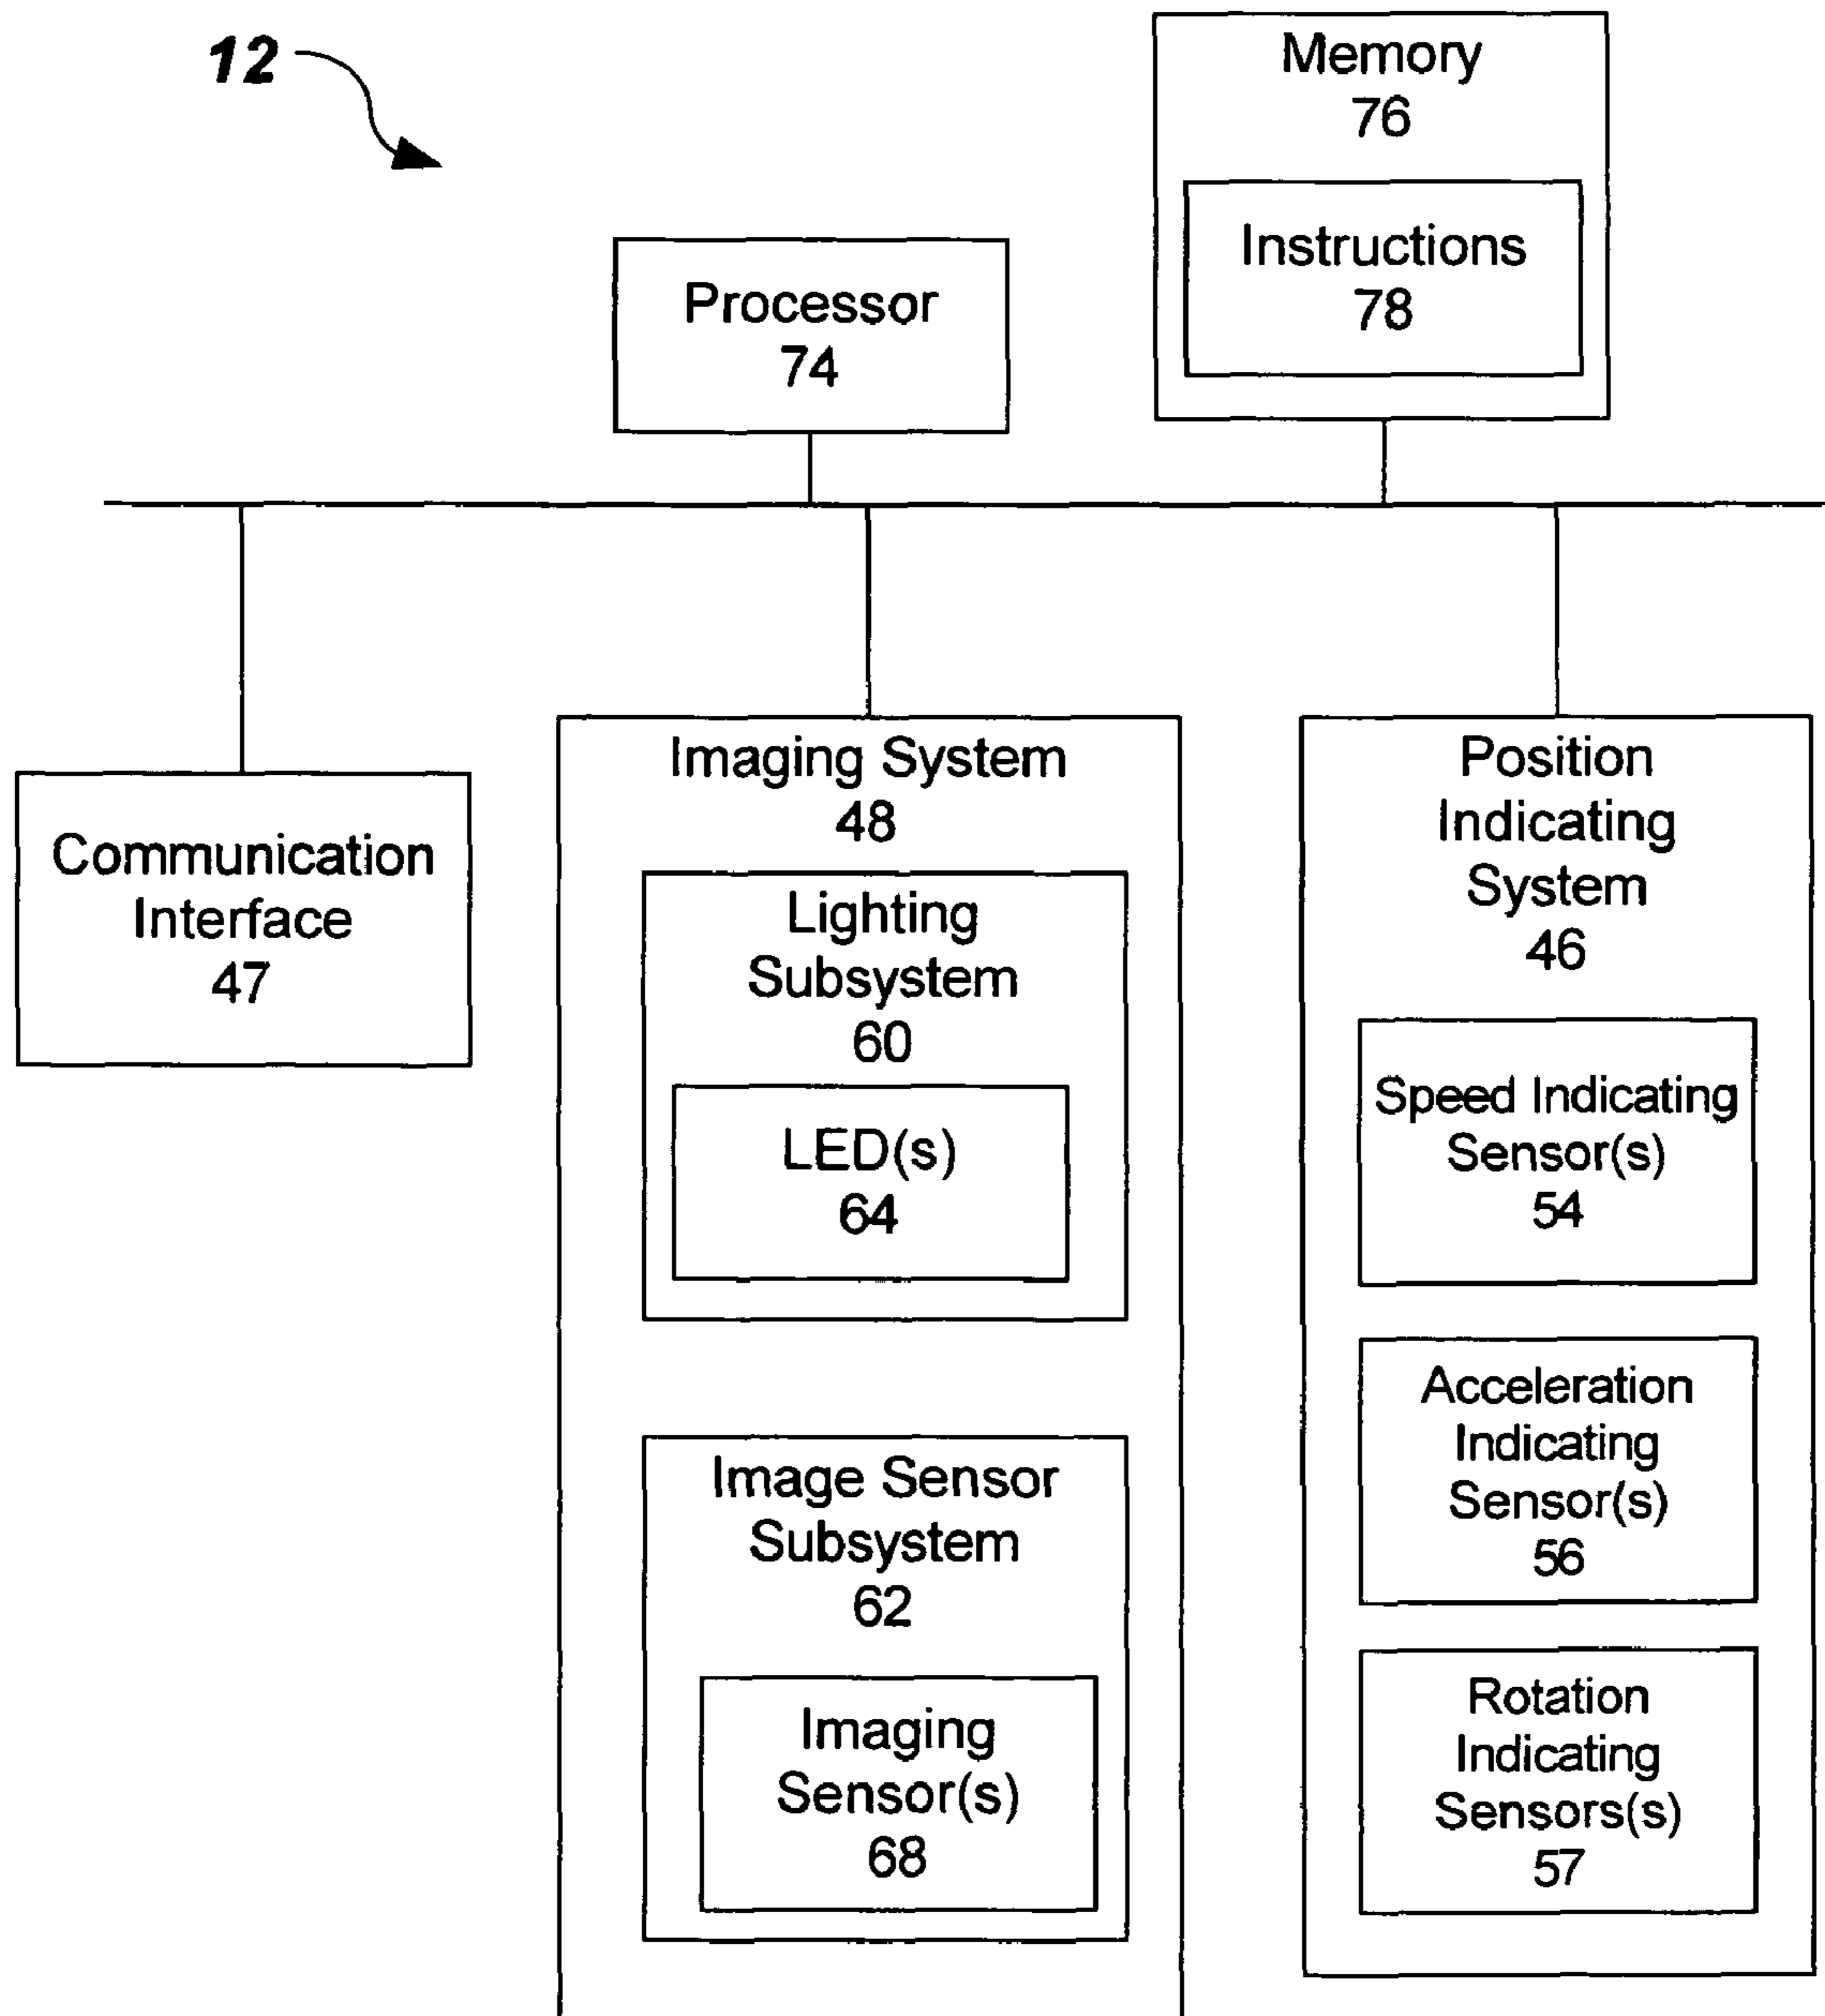 12
Memory
76
Instructions
78
Processor
74
Communication
Interface
47
Imaging System
48
Lighting
Subsystem
60
LED(s)
64
Image Sensor
Subsystem
62
Imaging
Sensor(s)
68
Position
Indicating
System
46
Speed Indicating
Sensor(s)
54
Acceleration
Indicating
Sensor(s)
56
Rotation
Indicating
Sensors(s)
57